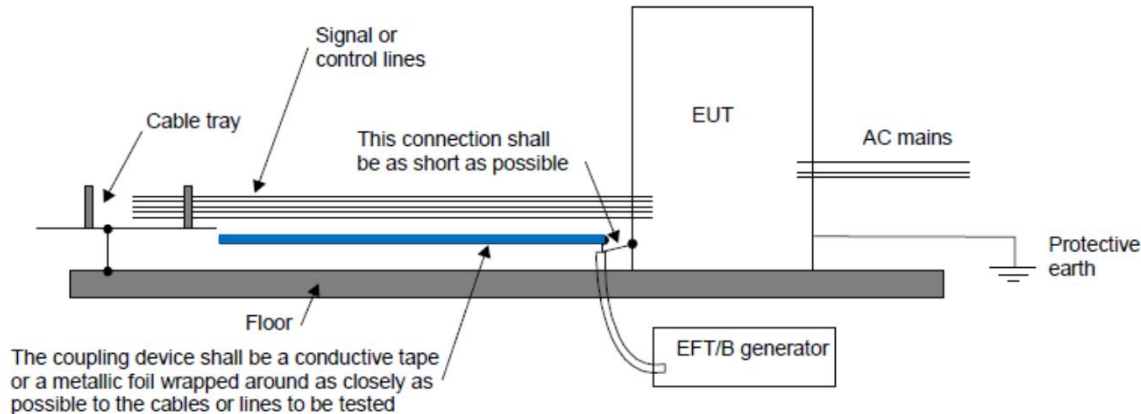 Signal or
control lines
EUT
Cable tray
This connection shall
be as short as possible
AC mains
Protective
earth
Floor
EFT/B generator
The coupling device shall be a conductive tape
or a metallic foil wrapped around as closely as
possible to the cables or lines to be tested